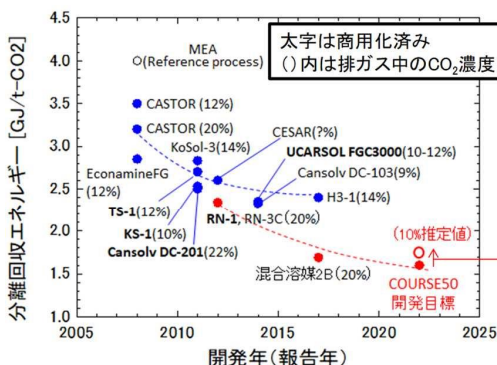 太字は商用化済み
()内は排ガス中のCO₂濃度
分離回収エネルギー [GJ/t-CO2]
4.5
4.0
3.5
3.0
2.5
2.0
1.5
1.0
MEA
(Reference process)
CASTOR (12%)
CASTOR (20%)
KoSol-3(14%)
EconamineFG
(12%)
TS-1(12%)
KS-1(10%)
Cansolv DC-201(22%)
CESAR(?%)
UCARSOL FGC3000(10-12%)
Cansolv DC-103(9%)
RN-1, RN-3C(20%)
H3-1(14%)
混合溶媒2B(20%)
(10%推定値)
COURSE50
開発目標
2005
2010
2015
2020
2025
開発年(報告年)